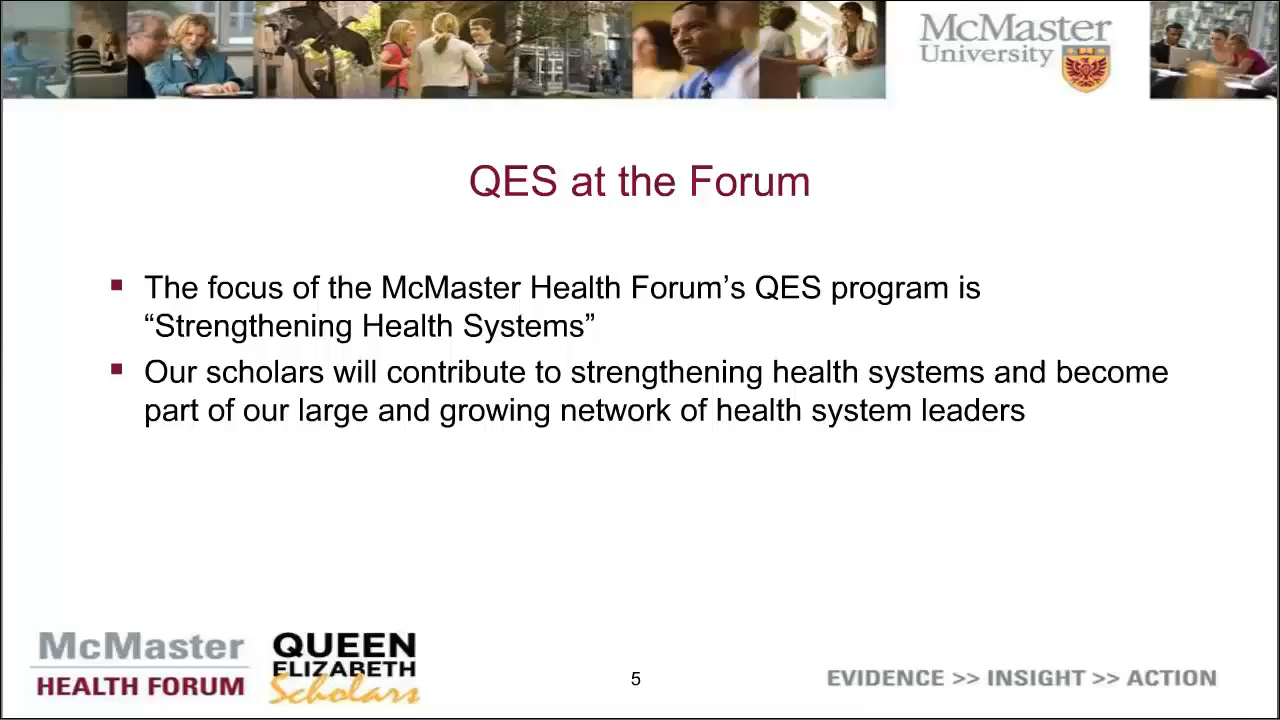 McMaster
University
QES at the Forum
▪ The focus of the McMaster Health Forum’s QES program is
“Strengthening Health Systems”
▪ Our scholars will contribute to strengthening health systems and become
part of our large and growing network of health system leaders
McMaster
HEALTH FORUM
QUEEN
ELIZABETH
Scholars
5
EVIDENCE >> INSIGHT >> ACTION